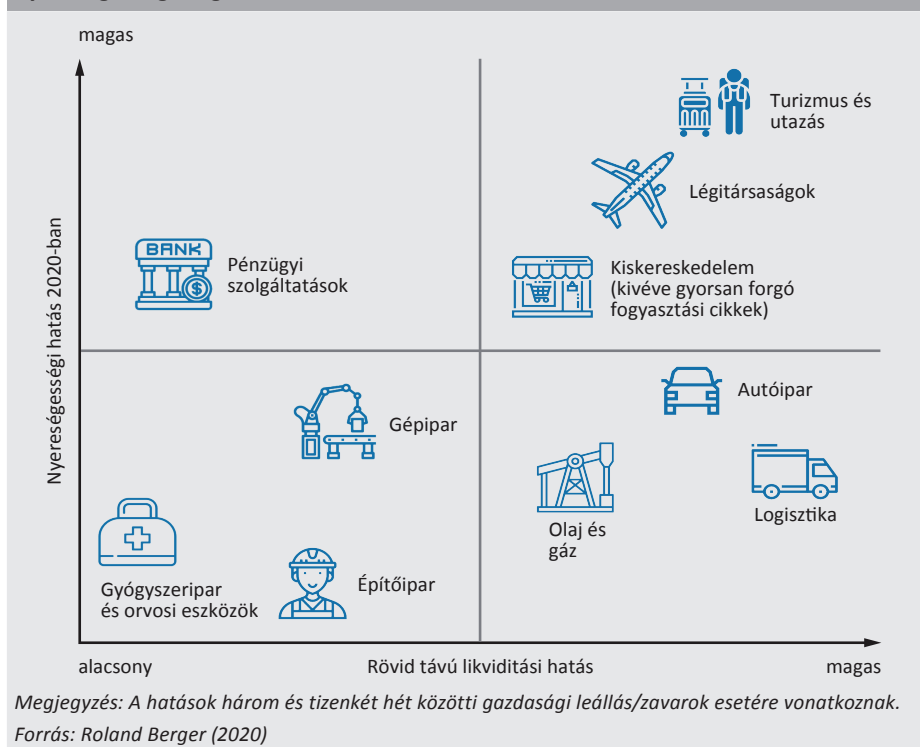 magas
Turizmus és
utazás
Légitársaságok
Nyereségességi hatás 2020-ban
BANK
$
Pénzügyi
szolgáltatások
Kiskereskedelem
(kivéve gyorsan forgó
fogyasztási cikkek)
Autóipar
Gépipar
Olaj és
gáz
Logisztika
Gyógyszeripar
és orvosi eszközök
Építőipar
alacsony
Rövid távú likviditási hatás
magas
Megjegyzés: A hatások három és tizenkét hét közötti gazdasági leállás/zavarok esetére vonatkoznak.
Forrás: Roland Berger (2020)